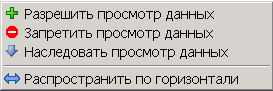 Разрешить просмотр данных
Запретить просмотр данных
Наследовать просмотр данных
Распространить по горизонтали